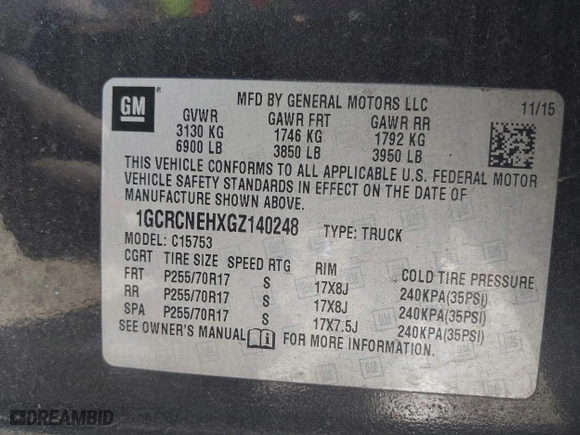 GM
MFD BY GENERAL MOTORS LLC
11/15
GVWR GAWR FRT GAWR RR
3130 KG 1746 KG 1792 KG
6900 LB 3850 LB 3950 LB
THIS VEHICLE CONFORMS TO ALL APPLICABLE U.S. FEDERAL MOTOR
VEHICLE SAFETY STANDARDS IN EFFECT ON THE DATE OF
MANUFACTURE SHOWN ABOVE.
1GCRCNEHXGZ140248 TYPE: TRUCK
MODEL: C15753
CGRT TIRE SIZE SPEED RTG RIM COLD TIRE PRESSURE
FRT P255/70R17 S 17X8J 240KPA(35PSI)
RR P255/70R17 S 17X8J 240KPA(35PSI)
SPA P255/70R17 S 17X7.5J 240KPA(35PSI)
SEE OWNER'S MANUAL FOR MORE INFORMATION.
DREAMBID